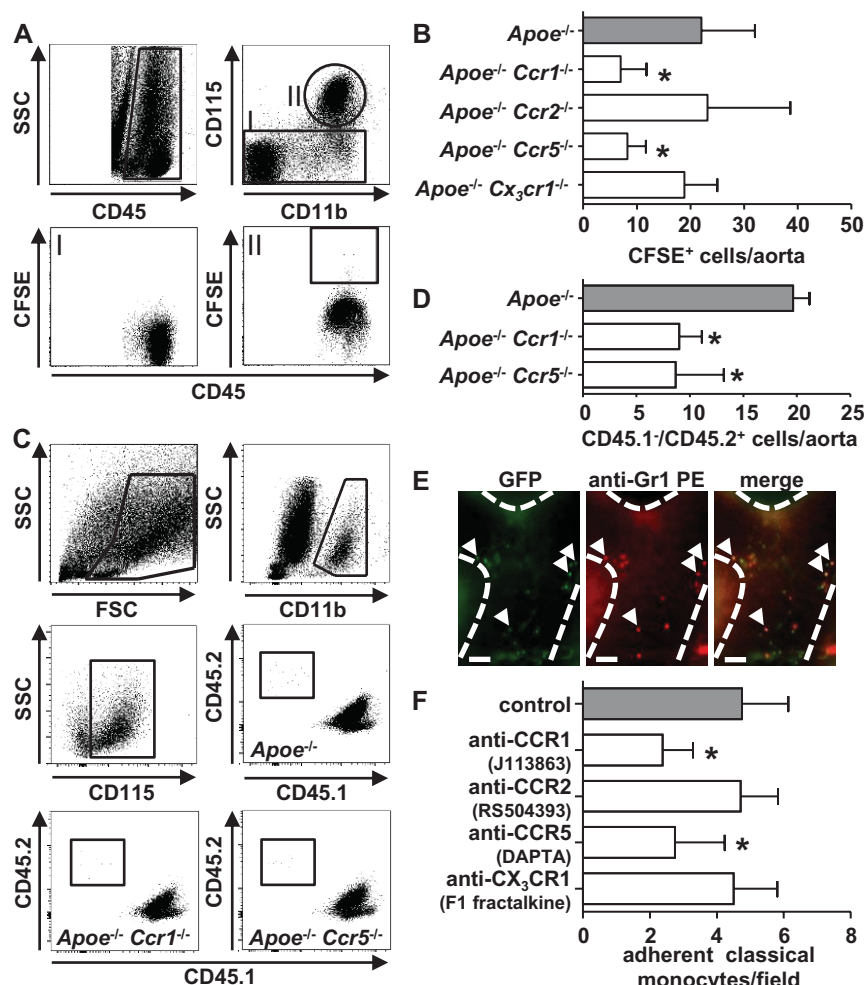 A
SSC
CD45
CD115
II
I
CD11b
CFSE
I
CFSE
II
CD45
B
Apoe⁻/⁻
Apoe⁻/⁻ Ccr1⁻/⁻
*
Apoe⁻/⁻ Ccr2⁻/⁻
Apoe⁻/⁻ Ccr5⁻/⁻
*
Apoe⁻/⁻ Cx₃cr1⁻/⁻
0 10 20 30 40 50
CFSE⁺ cells/aorta
C
SSC
FSC
SSC
CD11b
SSC
CD115
CD45.2
Apoe⁻/⁻
CD45.1
CD45.2
Apoe⁻/⁻ Ccr1⁻/⁻
CD45.2
Apoe⁻/⁻ Ccr5⁻/⁻
CD45.1
D
Apoe⁻/⁻
Apoe⁻/⁻ Ccr1⁻/⁻
*
Apoe⁻/⁻ Ccr5⁻/⁻
*
0 5 10 15 20 25
CD45.1⁻/CD45.2⁺ cells/aorta
E
GFP anti-Gr1 PE merge
F
control
anti-CCR1
(J113863)
*
anti-CCR2
(RS504393)
anti-CCR5
(DAPTA)
*
anti-CX₃CR1
(F1 fractalkine)
0 2 4 6 8
adherent classical
monocytes/field